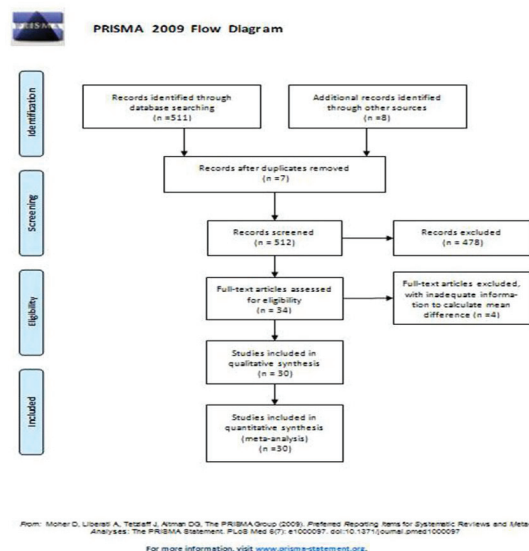 PRISMA
PRISMA 2009 Flow Diagram
Identification
Records identified through
database searching
(n =511)
Additional records identified
through other sources
(n =8)
Records after duplicates removed
(n =7)
Screening
Records screened
(n = 512)
Records excluded
(n = 478)
Eligibility
Full-text articles assessed
for eligibility
(n = 34)
Full-text articles excluded,
with inadequate informa-
tion to calculate mean
difference (n =4)
Studies included in
qualitative synthesis
(n = 30)
Included
Studies included in
quantitative synthesis
(meta-analysis)
(n =30)
From: Moher D, Liberati A, Tetzlaff J, Altman DG, The PRISMA Group (2009). Preferred Reporting Items for Systematic Reviews and Meta-
Analyses: The PRISMA Statement. PLoS Med 6(7): e1000097. doi:10.1371/journal.pmed1000097
For more information, visit www.prisma-statement.org.